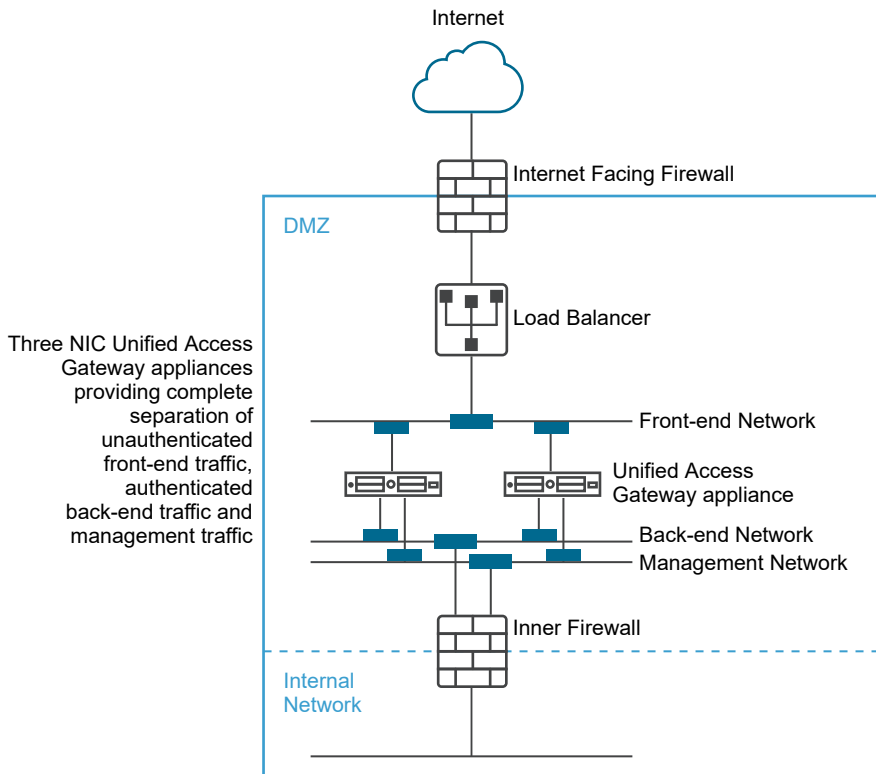 Internet
Internet Facing Firewall
DMZ
Load Balancer
Three NIC Unified Access
Gateway appliances
providing complete
separation of
unauthenticated
front-end traffic,
authenticated
back-end traffic and
management traffic
Front-end Network
Unified Access
Gateway appliance
Back-end Network
Management Network
Inner Firewall
Internal
Network